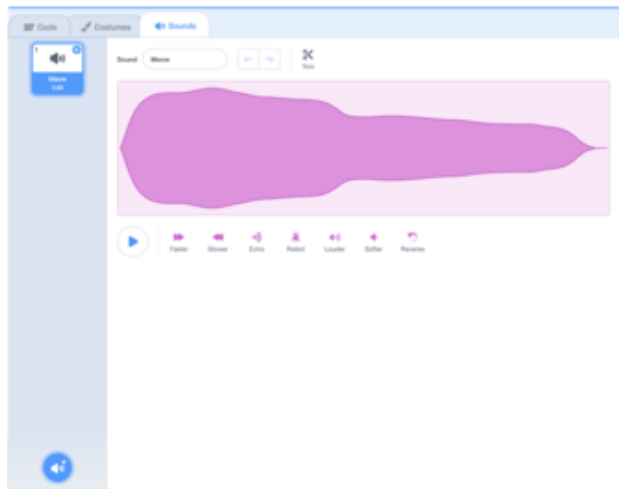 Code Costumes Sounds
1
Meow
Sound Meow
Trim
Faster Slower Echo Robot Louder Softer Reverse